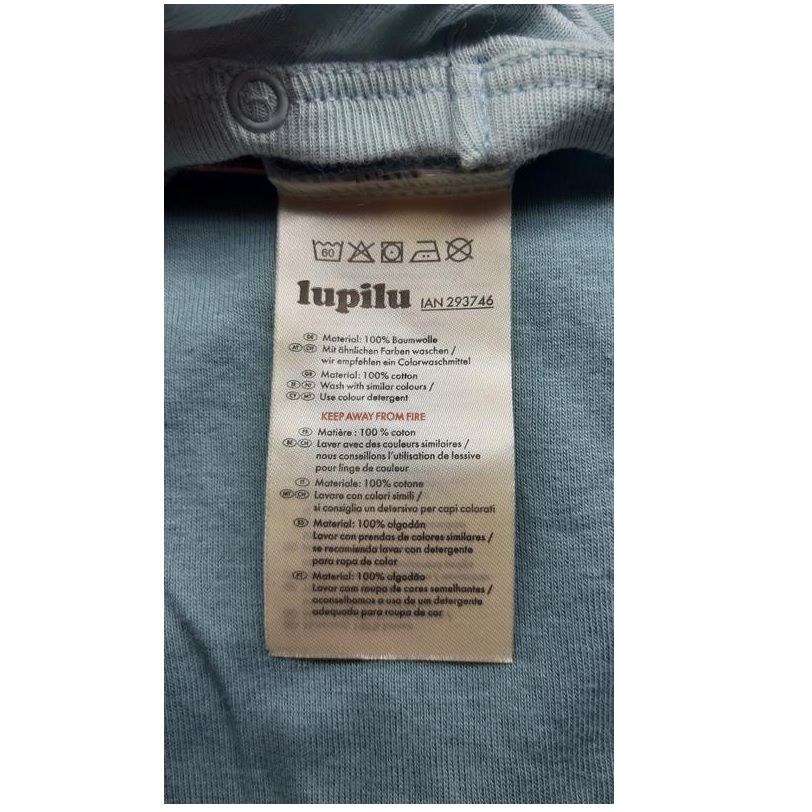 60
lupilu IAN 293746
DE Material: 100% Baumwolle
AT CH Mit ähnlichen Farben waschen /
wir empfehlen ein Colorwaschmittel
GB Material: 100% cotton
IE NI Wash with similar colours /
CY MT Use colour detergent
KEEP AWAY FROM FIRE
FR Matière : 100 % coton
BE CH Laver avec des couleurs similaires /
nous conseillons l'utilisation de lessive
pour linge de couleur
IT Materiale: 100% cotone
MT CH Lavare con colori simili /
si consiglia un detersivo per capi colorati
ES Material: 100% algodón
Lavar con prendas de colores similares /
se recomienda lavar con detergente
para ropa de color
PT Material: 100% algodão
Lavar com roupa de cores semelhantes /
aconselhamos a uso de um detergente
adequado para roupa de cor